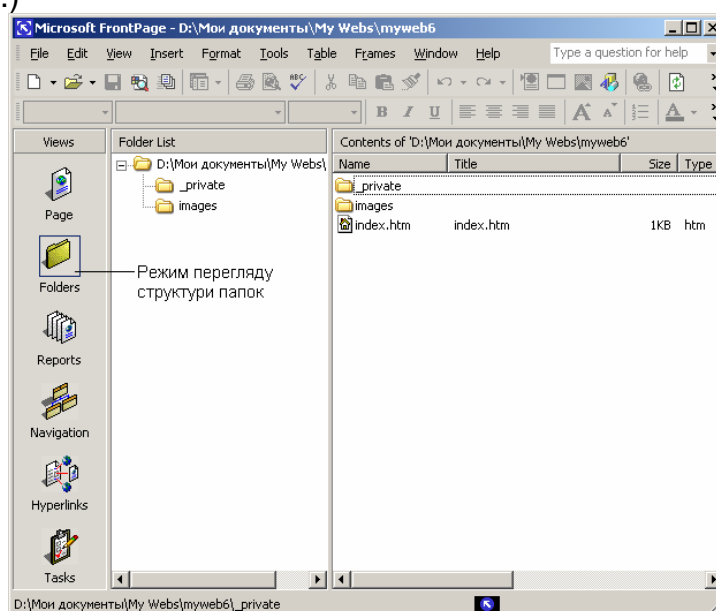 .)
Microsoft FrontPage - D:\Мои документы\My Webs\myweb6
File Edit View Insert Format Tools Table Frames Window Help Type a question for help
B I U A A A
Views Folder List Contents of 'D:\Мои документы\My Webs\myweb6'
D:\Мои документы\My Webs\ Name Title Size Type
_private _private
images images
index.htm index.htm 1KB htm
Page
Folders
Режим перегляду
структури папок
Reports
Navigation
Hyperlinks
Tasks
D:\Мои документы\My Webs\myweb6\_private